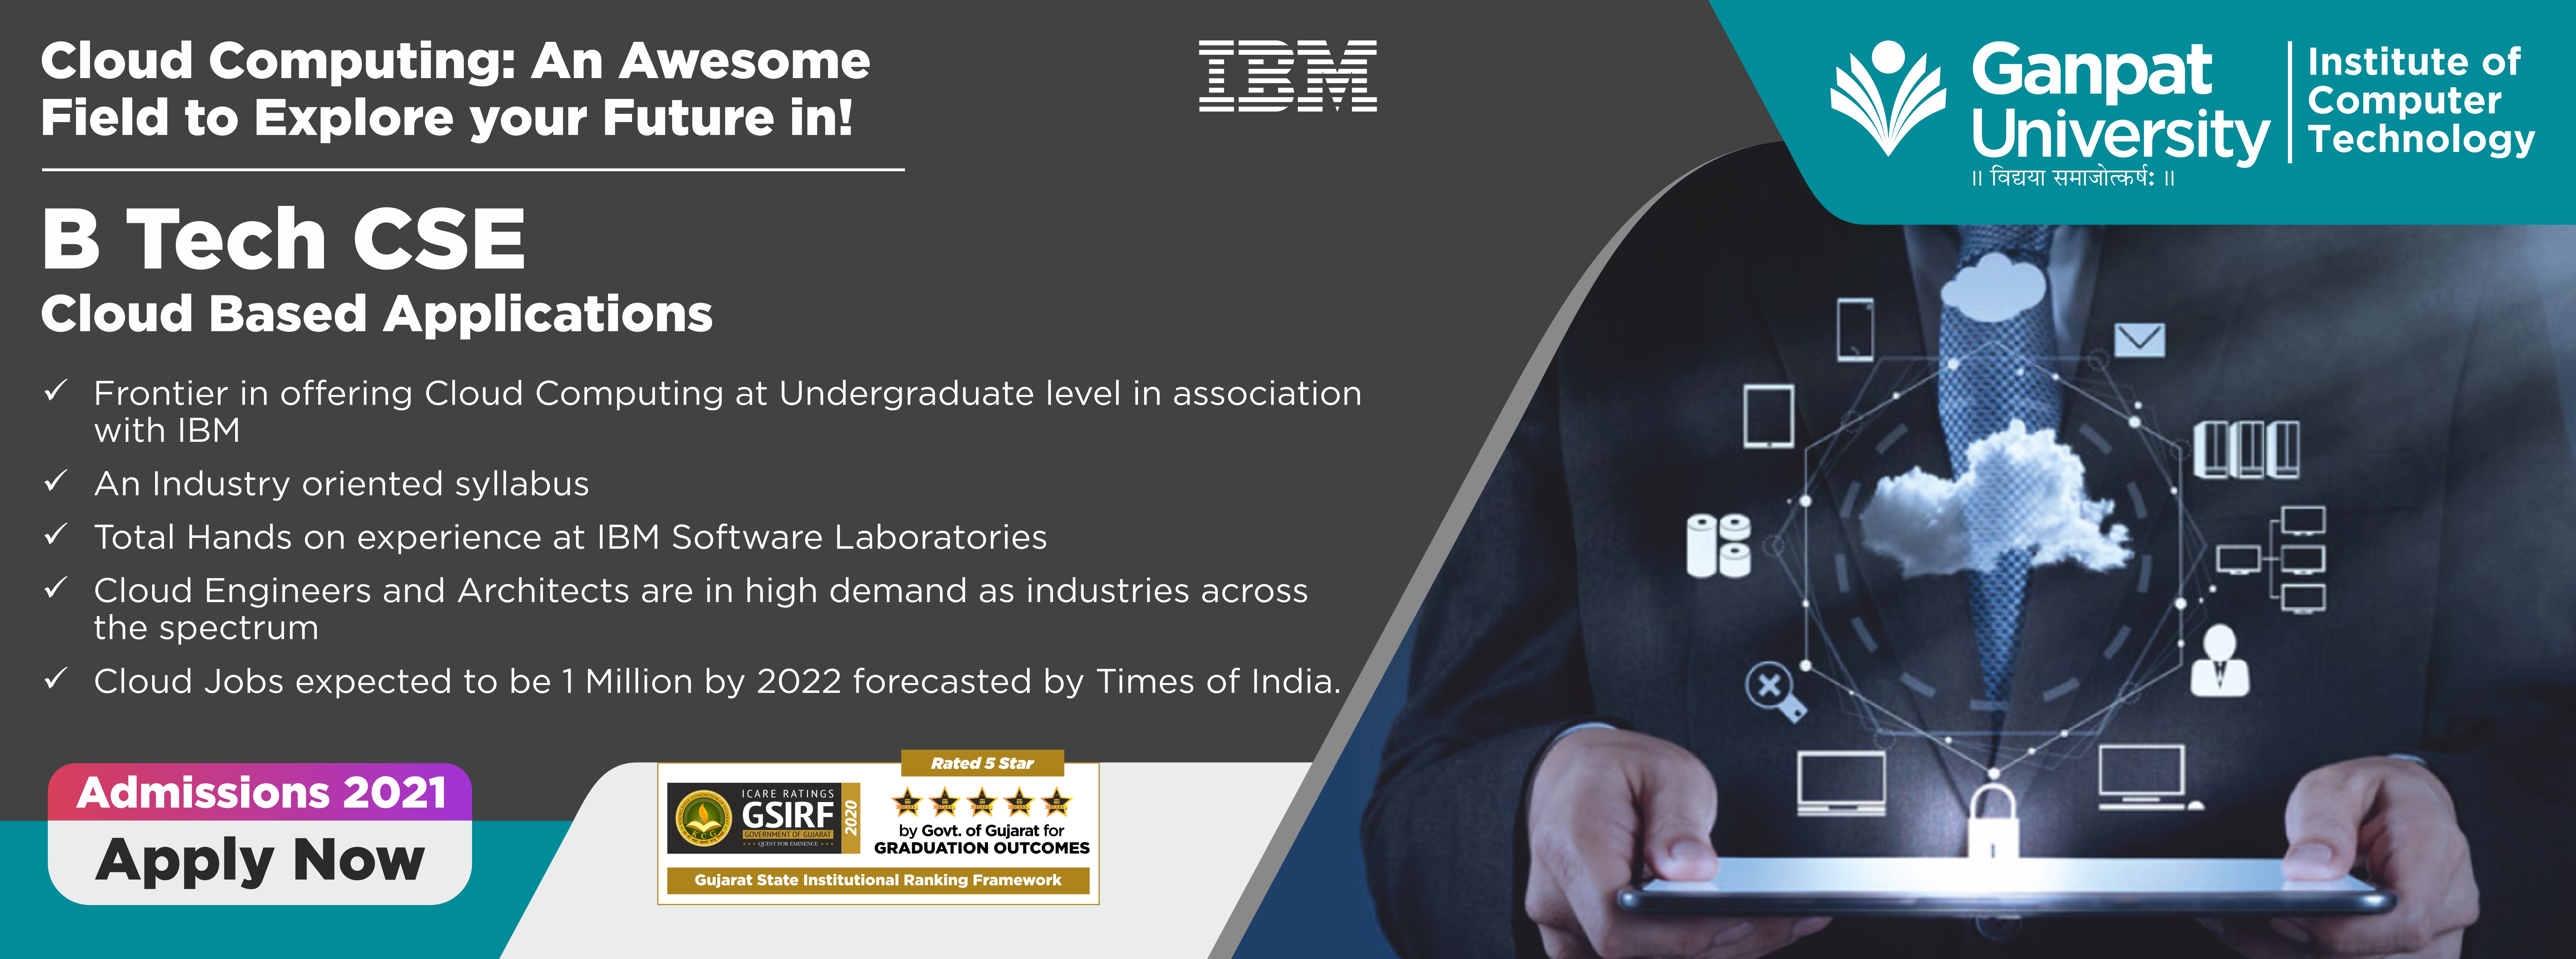 Cloud Computing: An Awesome
Field to Explore your Future in!
IBM
Ganpat
University
॥ विद्यया समाजोत्कर्ष: ॥
Institute of
Computer
Technology
B Tech CSE
Cloud Based Applications
✓ Frontier in offering Cloud Computing at Undergraduate level in association
with IBM
✓ An Industry oriented syllabus
✓ Total Hands on experience at IBM Software Laboratories
✓ Cloud Engineers and Architects are in high demand as industries across
the spectrum
✓ Cloud Jobs expected to be 1 Million by 2022 forecasted by Times of India.
Admissions 2021
Apply Now
Rated 5 Star
ICARE RATINGS
GSIRF
GOVERNMENT OF GUJARAT
QUEST FOR EMINENCE
2020
KCG
by Govt. of Gujarat for
GRADUATION OUTCOMES
Gujarat State Institutional Ranking Framework